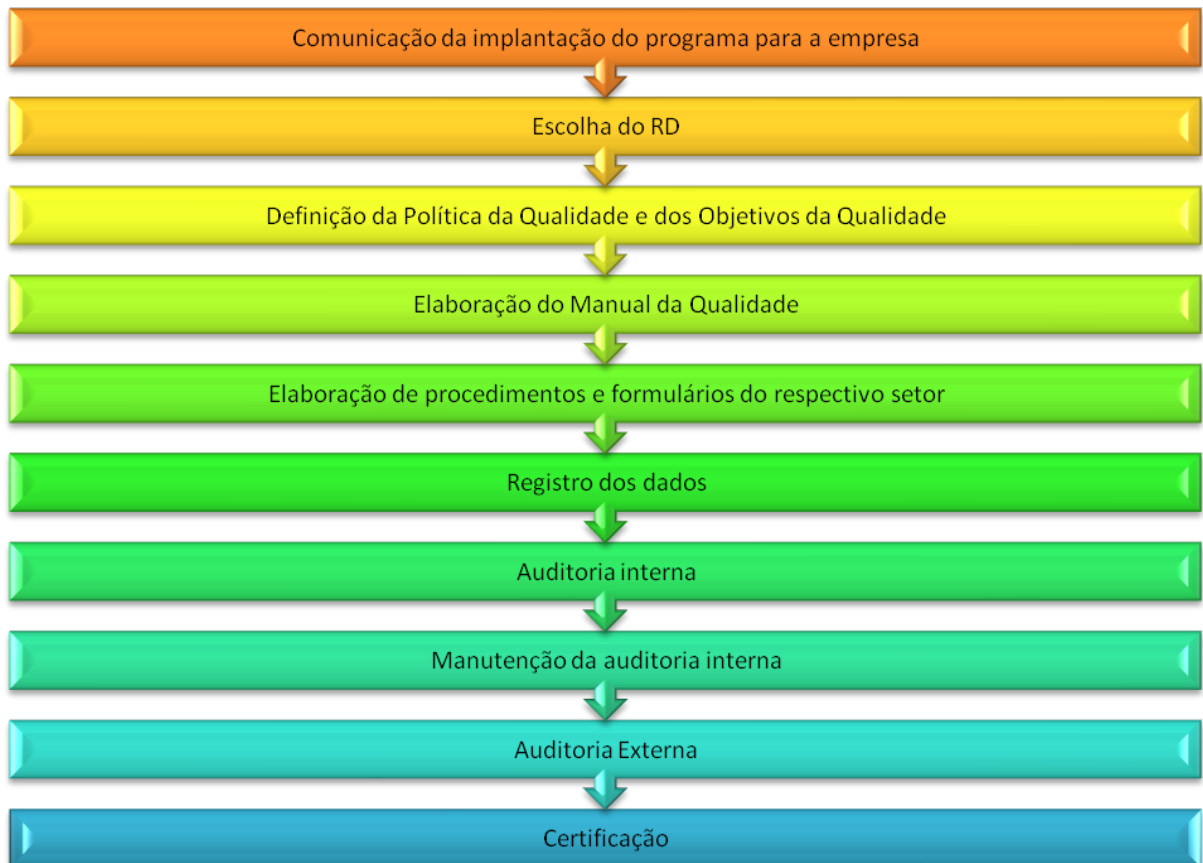 Comunicação da implantação do programa para a empresa
Escolha do RD
Definição da Política da Qualidade e dos Objetivos da Qualidade
Elaboração do Manual da Qualidade
Elaboração de procedimentos e formulários do respectivo setor
Registro dos dados
Auditoria interna
Manutenção da auditoria interna
Auditoria Externa
Certificação